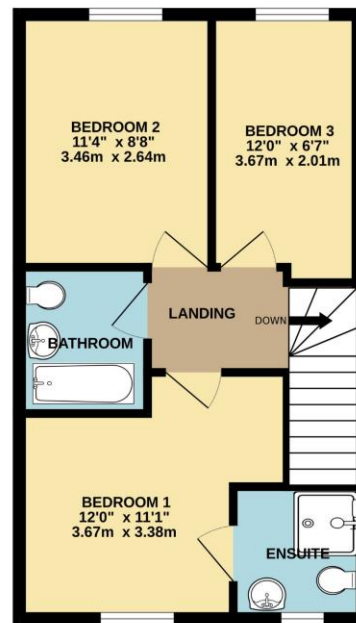 BEDROOM 2
11'4" x 8'8"
3.46m x 2.64m
BEDROOM 3
12'0" x 6'7"
3.67m x 2.01m
LANDING
DOWN
BATHROOM
BEDROOM 1
12'0" x 11'1"
3.67m x 3.38m
ENSUITE